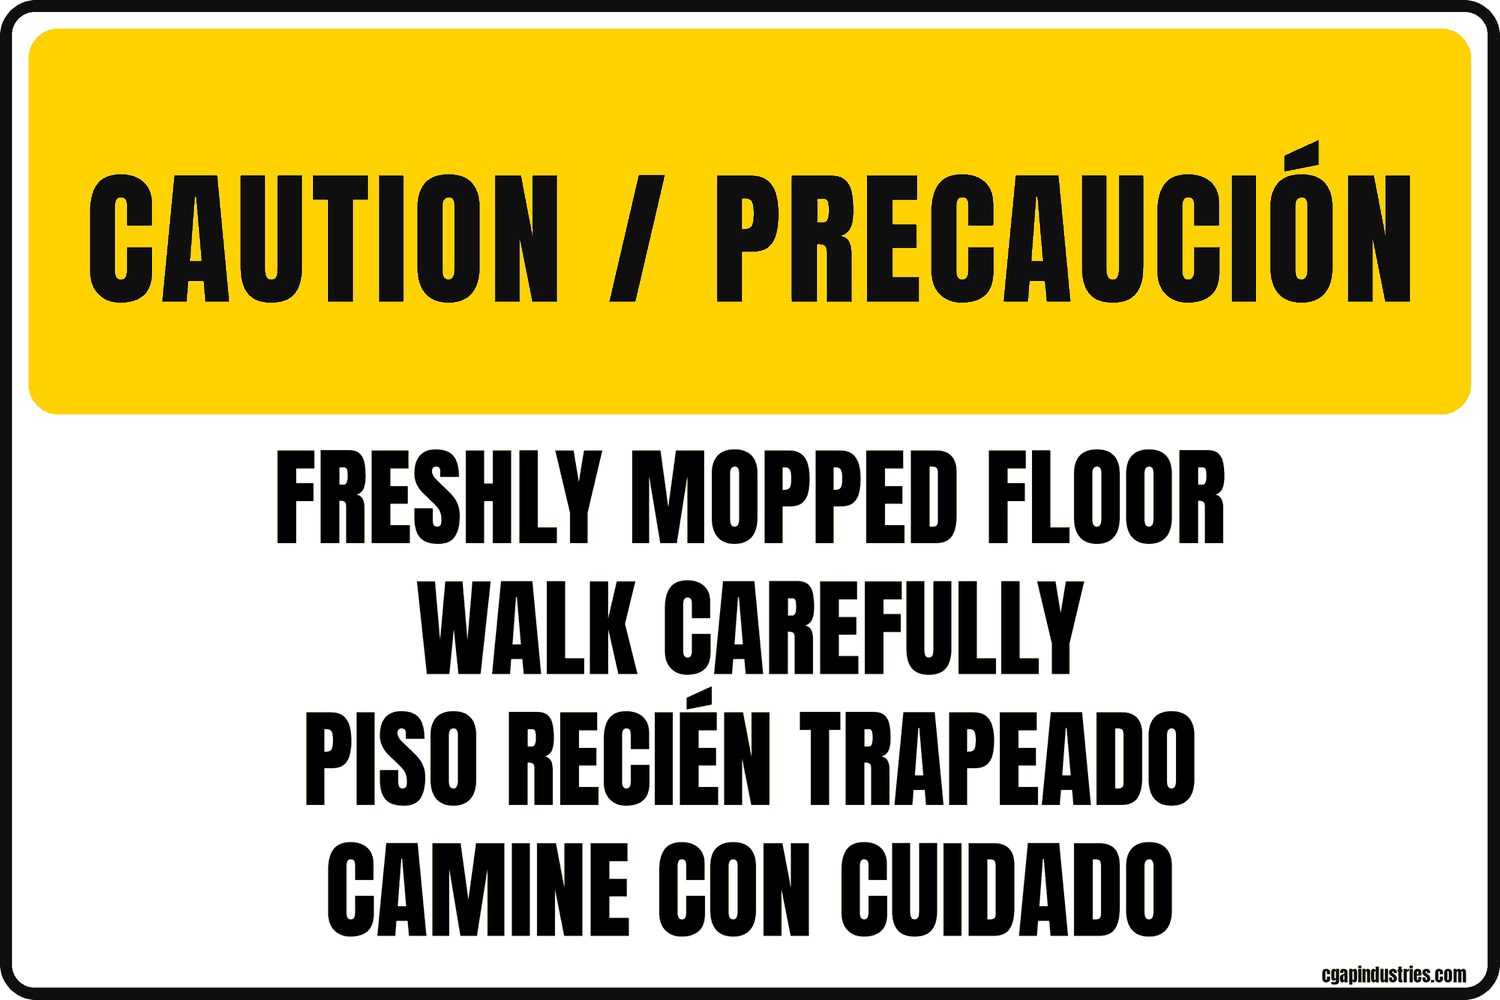 CAUTION / PRECAUCIÓN
FRESHLY MOPPED FLOOR
WALK CAREFULLY
PISO RECIÉN TRAPEADO
CAMINE CON CUIDADO
cgapindustries.com